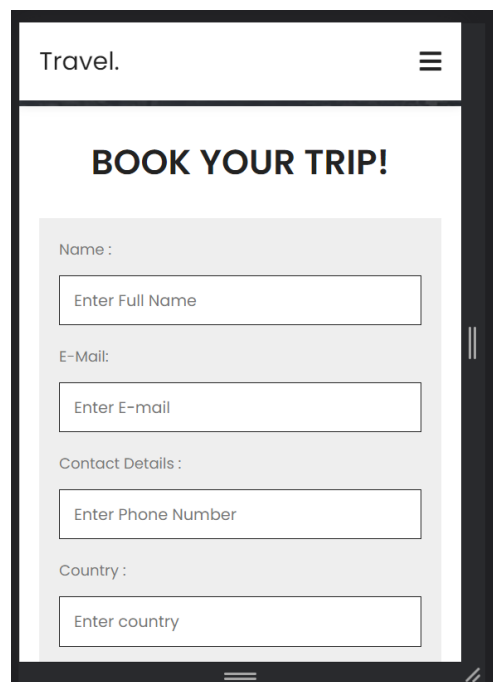 Travel.
BOOK YOUR TRIP!
Name :
Enter Full Name
E-Mail:
Enter E-mail
Contact Details :
Enter Phone Number
Country :
Enter country